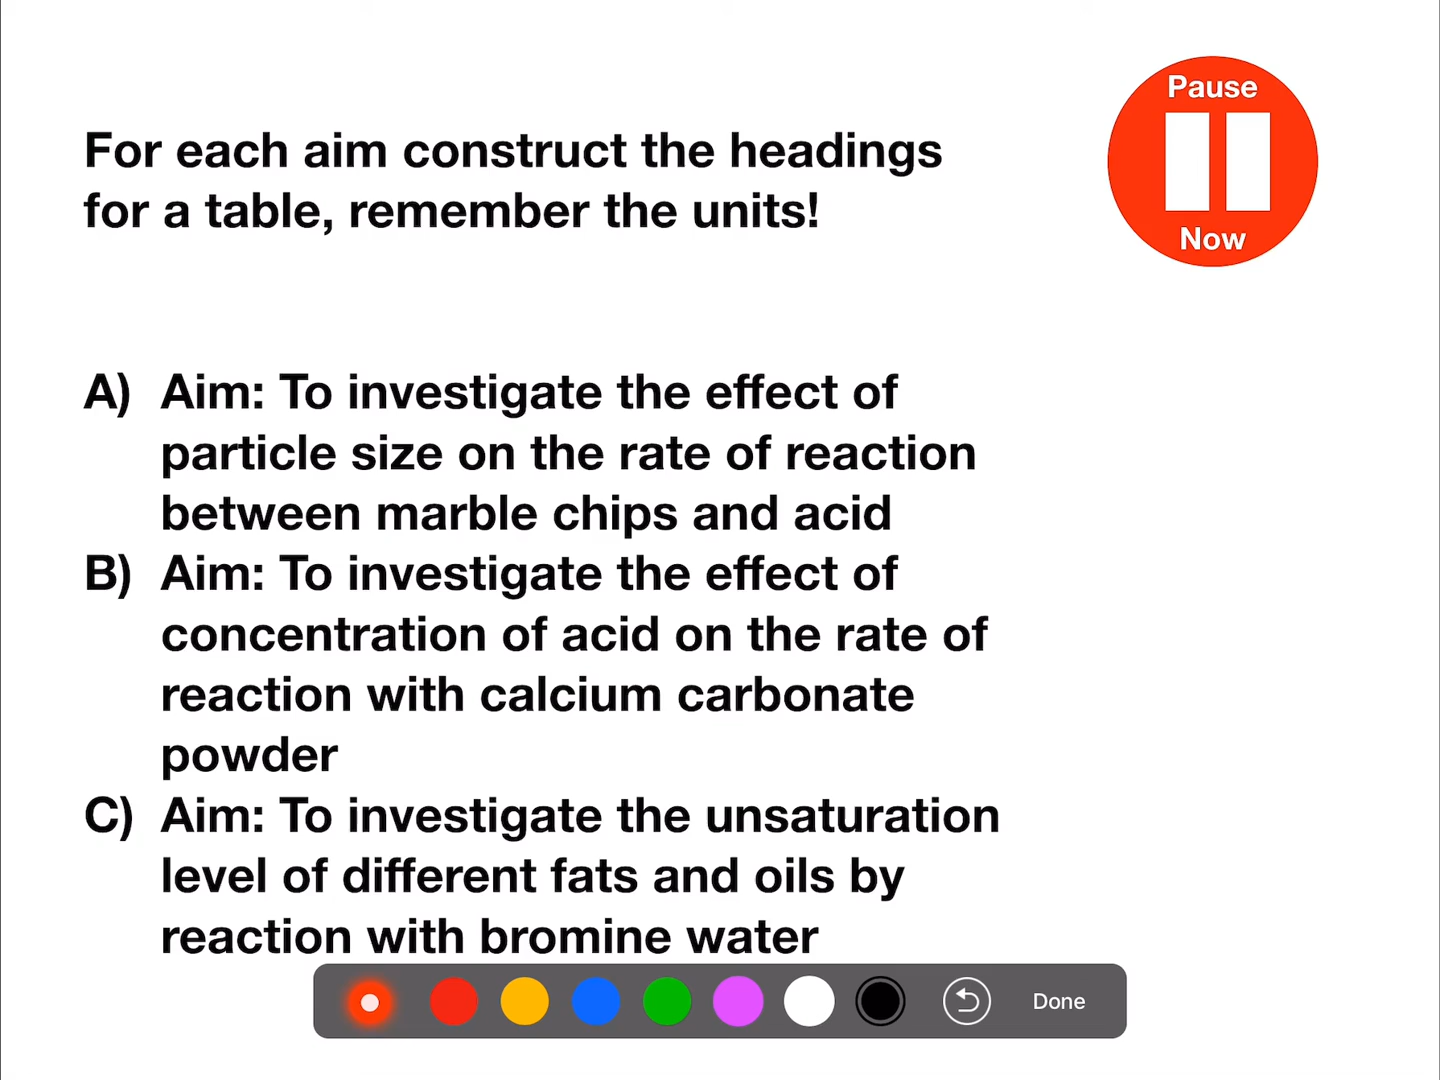 Pause
Now
For each aim construct the headings
for a table, remember the units!
A) Aim: To investigate the effect of
particle size on the rate of reaction
between marble chips and acid
B) Aim: To investigate the effect of
concentration of acid on the rate of
reaction with calcium carbonate
powder
C) Aim: To investigate the unsaturation
level of different fats and oils by
reaction with bromine water
Done